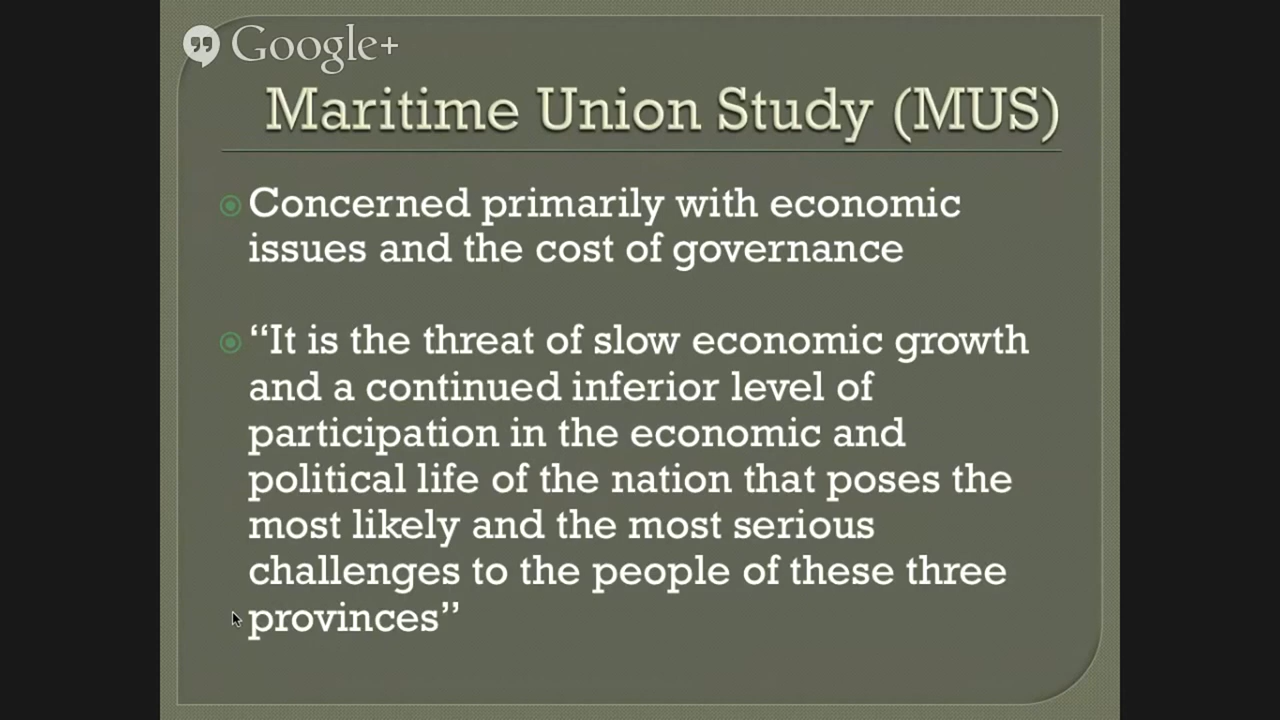 Google+
Maritime Union Study (MUS)
Concerned primarily with economic
issues and the cost of governance
“It is the threat of slow economic growth
and a continued inferior level of
participation in the economic and
political life of the nation that poses the
most likely and the most serious
challenges to the people of these three
provinces”